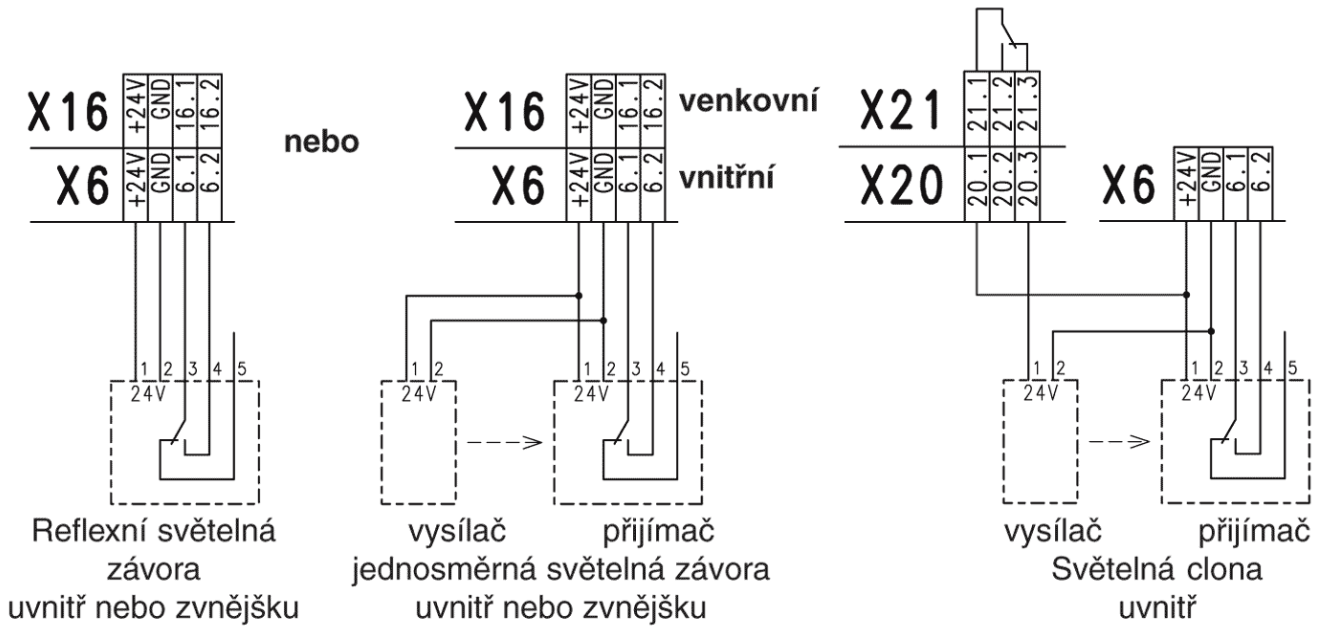 X16 +24V GND 16.1 16.2
X6 +24V GND 6.1 6.2
1 2 3 4 5
24V
Reflexní světelná
závora
uvnitř nebo zvnějšku
nebo
X16 +24V GND 16.1 16.2 venkovní
X6 +24V GND 6.1 6.2 vnitřní
1 2 1 2 3 4 5
24V 24V
vysílač přijímač
jednosměrná světelná závora
uvnitř nebo zvnějšku
X21 21.1 21.2 21.3
X20 20.1 20.2 20.3
X6 +24V GND 6.1 6.2
1 2 1 2 3 4 5
24V 24V
vysílač přijímač
Světelná clona
uvnitř